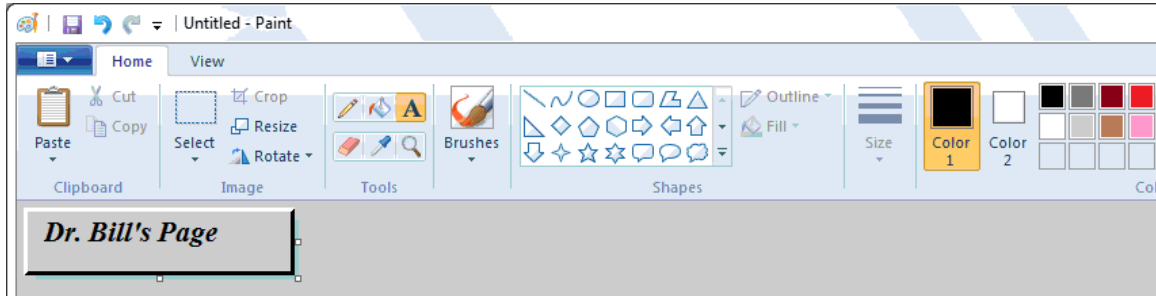 Untitled - Paint
Home View
Cut
Copy
Paste
Clipboard
Select
Crop
Resize
Rotate
Image
A
Tools
Brushes
Outline
Fill
Shapes
Size
Color 1
Color 2
Dr. Bill's Page